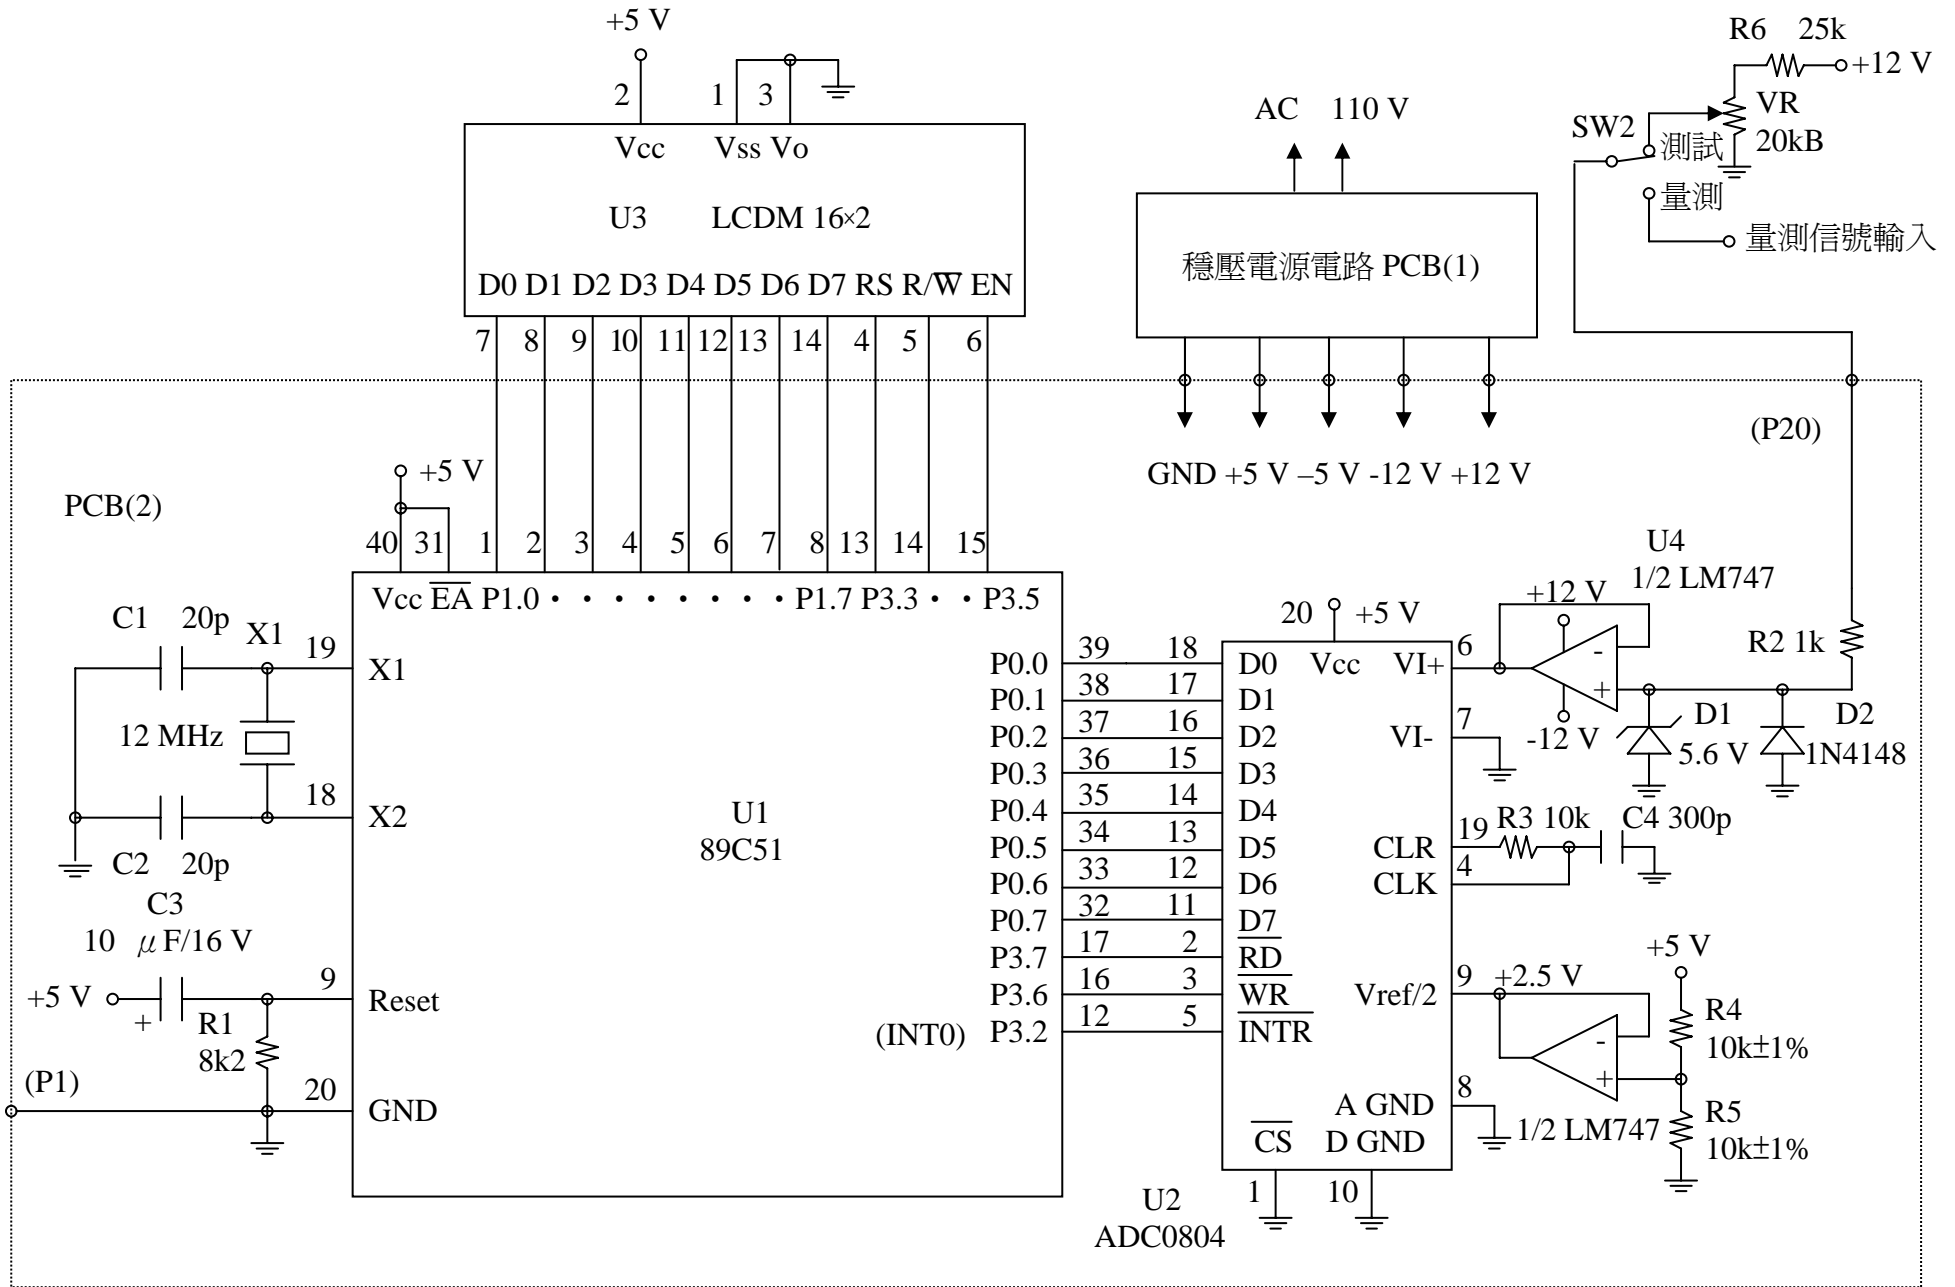 +5 V
2 1 3
Vcc Vss Vo
U3 LCDM 16×2
D0 D1 D2 D3 D4 D5 D6 D7 RS R/W̅ EN
7 8 9 10 11 12 13 14 4 5 6
AC 110 V
穩壓電源電路 PCB(1)
GND +5 V –5 V -12 V +12 V
R6 25k
+12 V
VR
20kB
SW2
測試
量測
量測信號輸入
(P20)
PCB(2)
+5 V
40 31 1 2 3 4 5 6 7 8 13 14 15
Vcc E̅A̅ P1.0 · · · · · · · · P1.7 P3.3 · · P3.5
C1 20p
X1
19
X1
12 MHz
18
X2
C2 20p
C3
10 μF/16 V
+5 V
+
9
Reset
R1
8k2
(P1)
20
GND
U1
89C51
P0.0 39 18 D0
P0.1 38 17 D1
P0.2 37 16 D2
P0.3 36 15 D3
P0.4 35 14 D4
P0.5 34 13 D5
P0.6 33 12 D6
P0.7 32 11 D7
P3.7 17 2 R̅D̅
P3.6 16 3 W̅R̅
(INT0) P3.2 12 5 I̅N̅T̅R̅
20 +5 V
Vcc
VI+ 6
VI- 7
CLR 19
CLK 4
Vref/2 9
A GND 8
C̅S̅ D GND
1 10
U2
ADC0804
U4
1/2 LM747
+12 V
-
+
-12 V
R2 1k
D1
5.6 V
D2
1N4148
R3 10k C4 300p
+2.5 V
+5 V
R4
10k±1%
-
+
1/2 LM747
R5
10k±1%